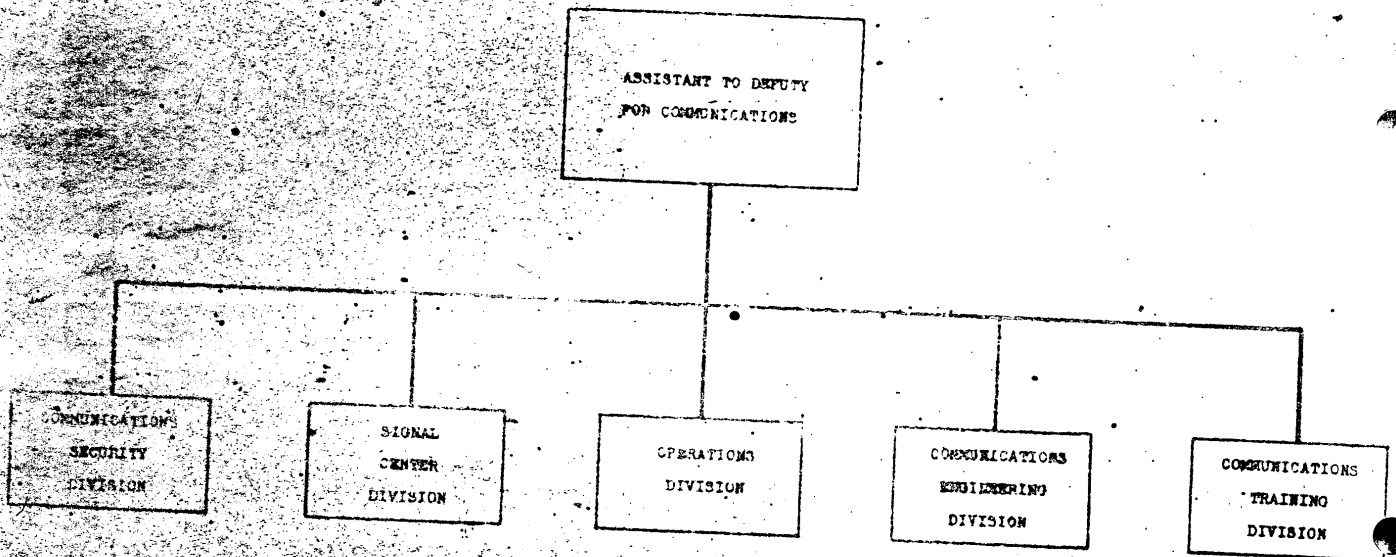 ASSISTANT TO DEPUTY
FOR COMMUNICATIONS
COMMUNICATIONS
SECURITY
DIVISION
SIGNAL
CENTER
DIVISION
OPERATIONS
DIVISION
COMMUNICATIONS
ENGINEERING
DIVISION
COMMUNICATIONS
TRAINING
DIVISION